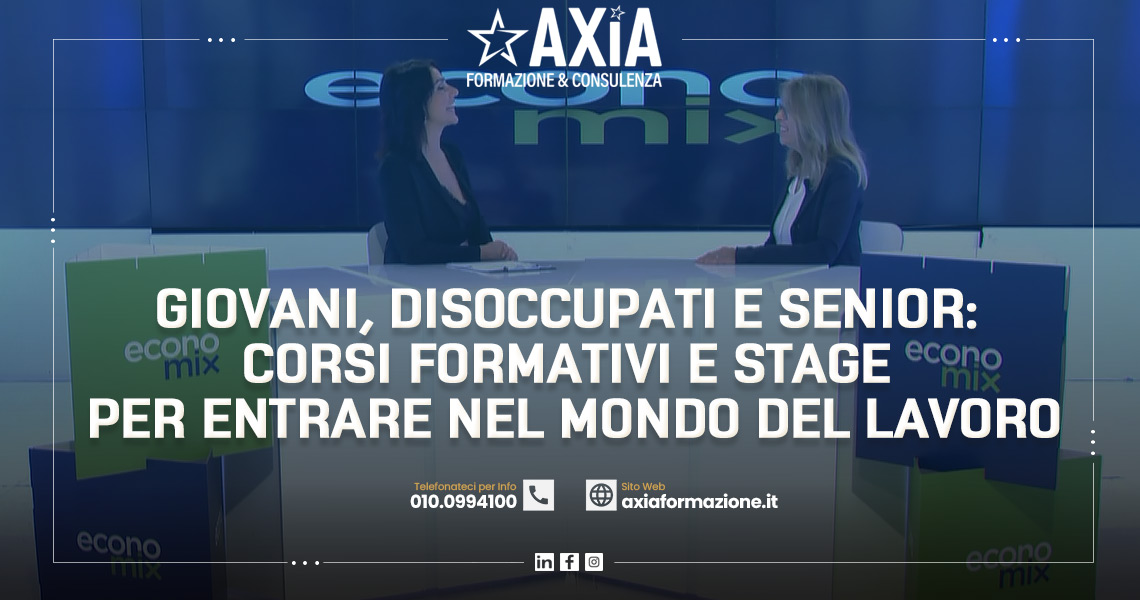 AXiA
FORMAZIONE & CONSULENZA
econo
mix
GIOVANI, DISOCCUPATI E SENIOR:
CORSI FORMATIVI E STAGE
PER ENTRARE NEL MONDO DEL LAVORO
econo
mix
econo
mix
Telefonateci per Info
010.0994100
Sito Web
axiaformazione.it
econo
mix
econo
mix
in f